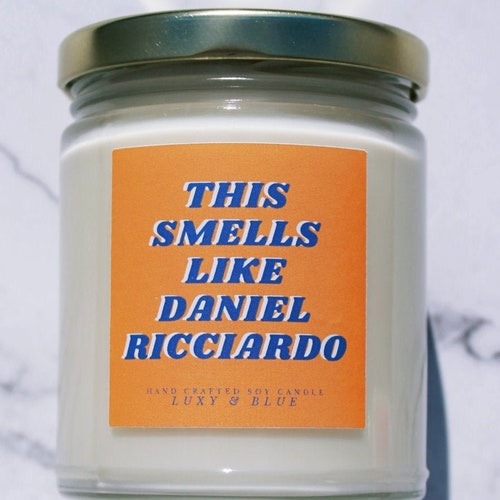 THIS
SMELLS
LIKE
DANIEL
RICCIARDO
HAND CRAFTED SOY CANDLE
LUXY & BLUE